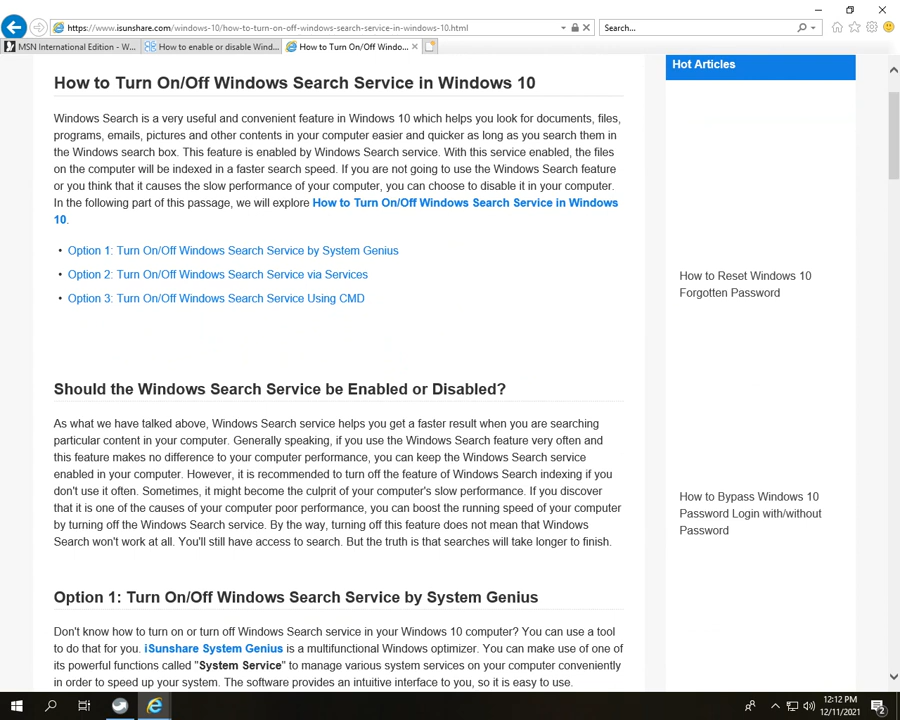 https://www.isunshare.com/windows-10/how-to-turn-on-off-windows-search-service-in-windows-10.html
Search...
MSN International Edition - W...
How to enable or disable Wind...
How to Turn On/Off Windo...
How to Turn On/Off Windows Search Service in Windows 10
Windows Search is a very useful and convenient feature in Windows 10 which helps you look for documents, files,
programs, emails, pictures and other contents in your computer easier and quicker as long as you search them in
the Windows search box. This feature is enabled by Windows Search service. With this service enabled, the files
on the computer will be indexed in a faster search speed. If you are not going to use the Windows Search feature
or you think that it causes the slow performance of your computer, you can choose to disable it in your computer.
In the following part of this passage, we will explore How to Turn On/Off Windows Search Service in Windows
10.
• Option 1: Turn On/Off Windows Search Service by System Genius
• Option 2: Turn On/Off Windows Search Service via Services
• Option 3: Turn On/Off Windows Search Service Using CMD
Should the Windows Search Service be Enabled or Disabled?
As what we have talked above, Windows Search service helps you get a faster result when you are searching
particular content in your computer. Generally speaking, if you use the Windows Search feature very often and
this feature makes no difference to your computer performance, you can keep the Windows Search service
enabled in your computer. However, it is recommended to turn off the feature of Windows Search indexing if you
don't use it often. Sometimes, it might become the culprit of your computer's slow performance. If you discover
that it is one of the causes of your computer poor performance, you can boost the running speed of your computer
by turning off the Windows Search service. By the way, turning off this feature does not mean that Windows
Search won't work at all. You'll still have access to search. But the truth is that searches will take longer to finish.
Option 1: Turn On/Off Windows Search Service by System Genius
Don't know how to turn on or turn off Windows Search service in your Windows 10 computer? You can use a tool
to do that for you. iSunshare System Genius is a multifunctional Windows optimizer. You can make use of one of
its powerful functions called "System Service" to manage various system services on your computer conveniently
in order to speed up your system. The software provides an intuitive interface to you, so it is easy to use.
Hot Articles
How to Reset Windows 10
Forgotten Password
How to Bypass Windows 10
Password Login with/without
Password
12:12 PM
12/11/2021
2